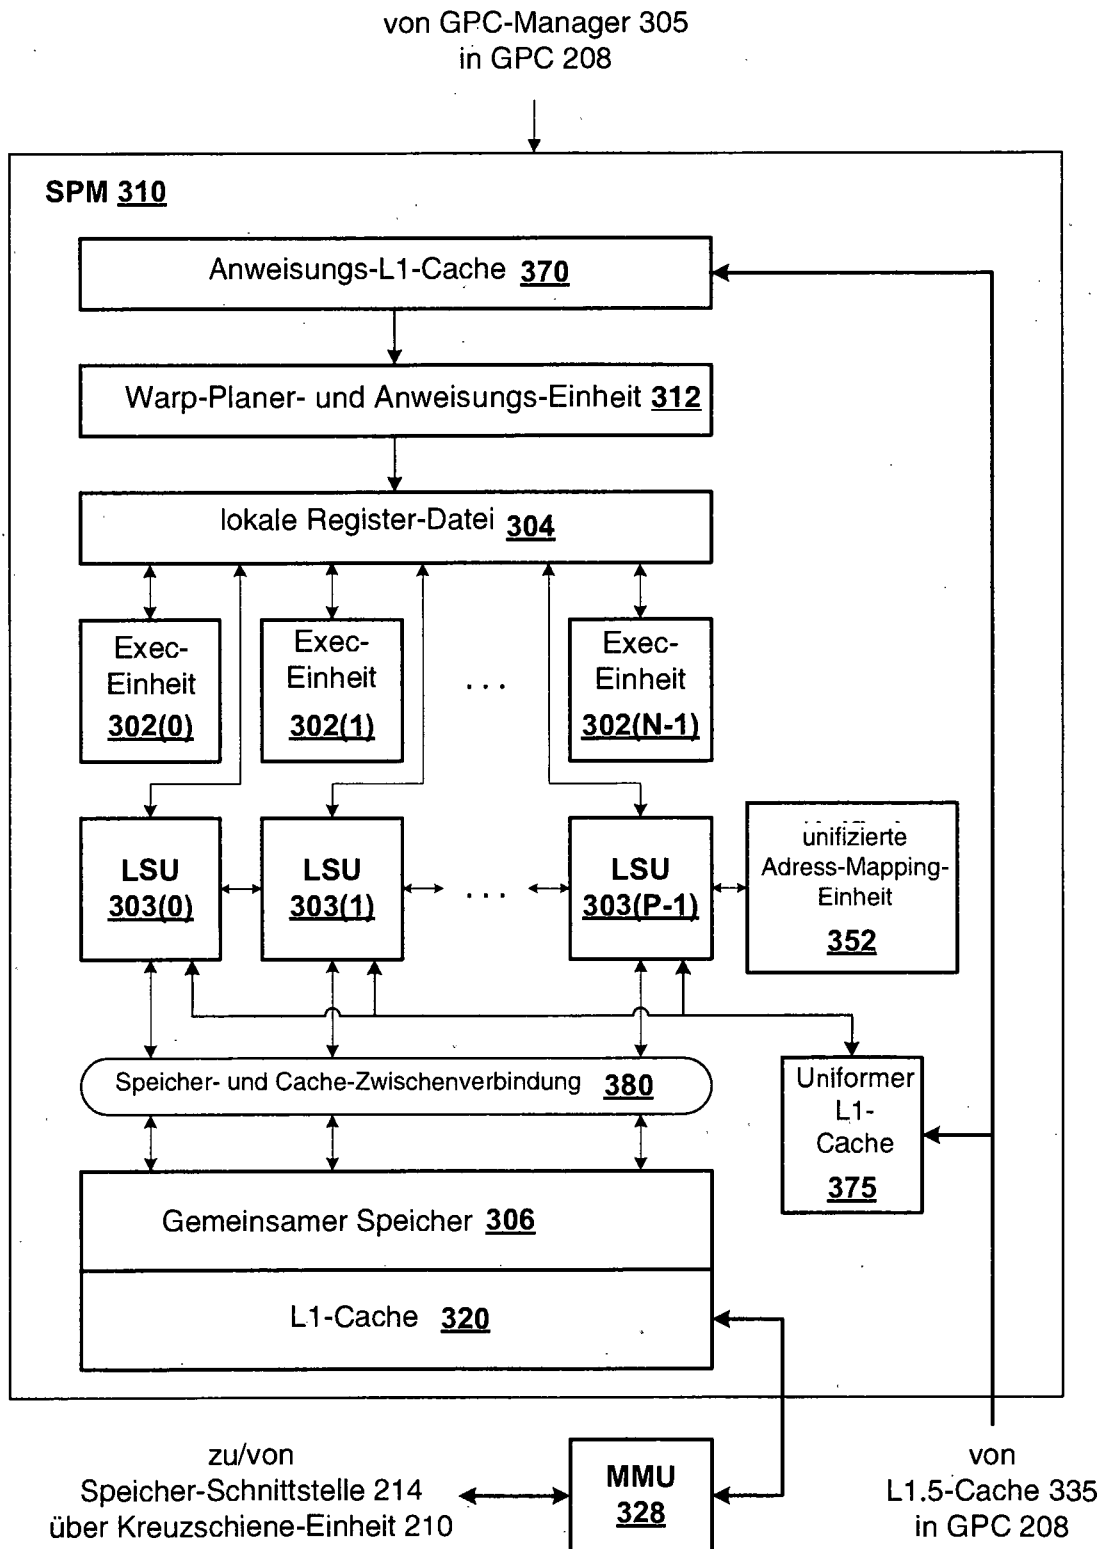 von GPC-Manager 305
in GPC 208
SPM 310
Anweisungs-L1-Cache 370
Warp-Planer- und Anweisungs-Einheit 312
lokale Register-Datei 304
Exec-
Einheit
302(0)
Exec-
Einheit
302(1)
...
Exec-
Einheit
302(N-1)
LSU
303(0)
LSU
303(1)
...
LSU
303(P-1)
unifizierte
Adress-Mapping-
Einheit
352
Speicher- und Cache-Zwischenverbindung 380
Uniformer
L1-
Cache
375
Gemeinsamer Speicher 306
L1-Cache 320
zu/von
Speicher-Schnittstelle 214
über Kreuzschiene-Einheit 210
MMU
328
von
L1.5-Cache 335
in GPC 208